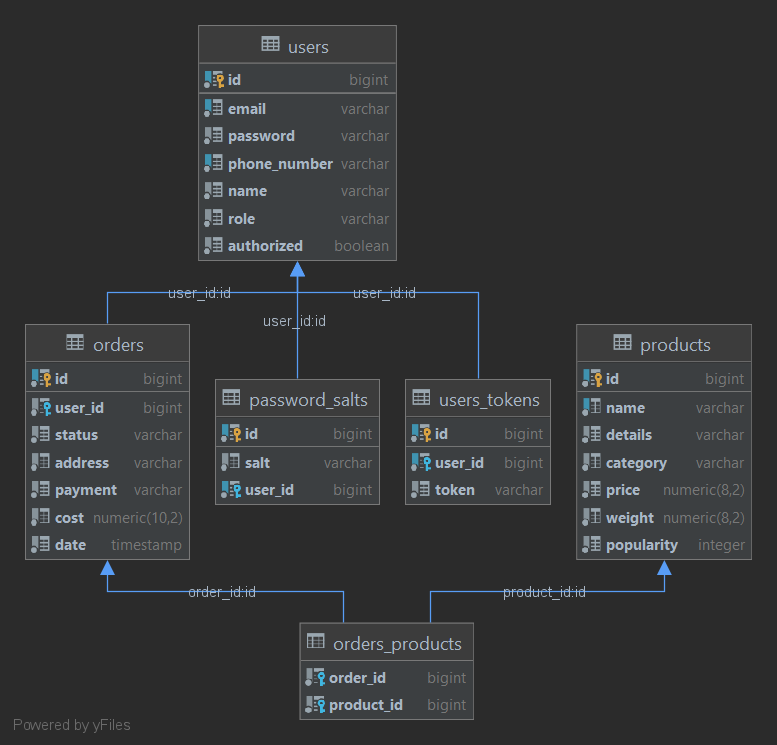 users
id bigint
email varchar
password varchar
phone_number varchar
name varchar
role varchar
authorized boolean
user_id:id
user_id:id
user_id:id
orders
id bigint
user_id bigint
status varchar
address varchar
payment varchar
cost numeric(10,2)
date timestamp
password_salts
id bigint
salt varchar
user_id bigint
users_tokens
id bigint
user_id bigint
token varchar
products
id bigint
name varchar
details varchar
category varchar
price numeric(8,2)
weight numeric(8,2)
popularity integer
order_id:id
product_id:id
orders_products
order_id bigint
product_id bigint
Powered by yFiles